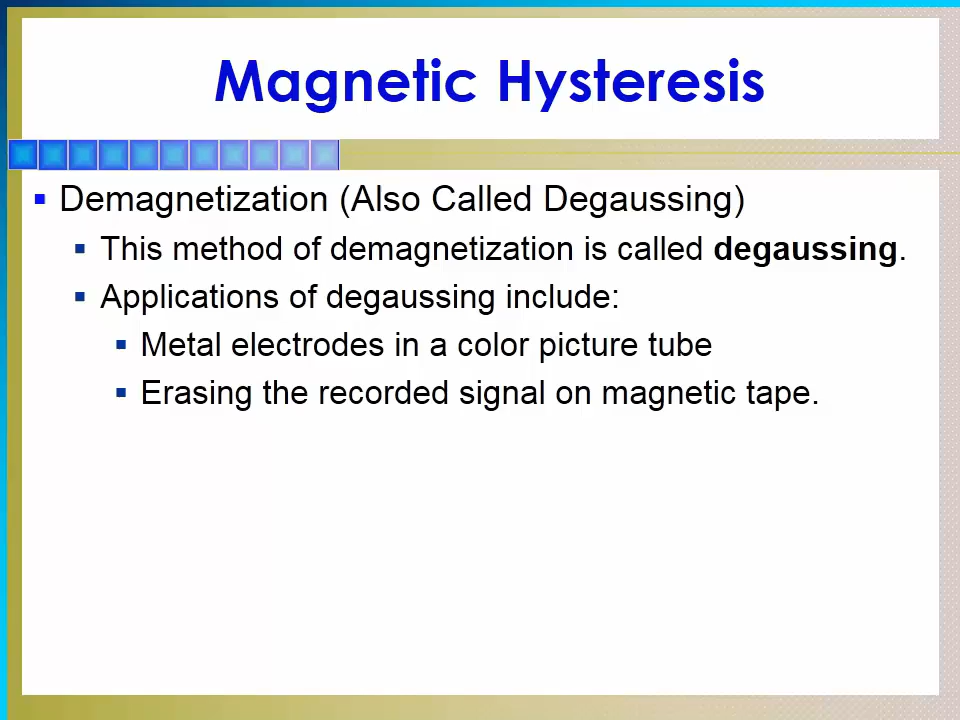 Magnetic Hysteresis
Demagnetization (Also Called Degaussing)
This method of demagnetization is called degaussing.
Applications of degaussing include:
Metal electrodes in a color picture tube
Erasing the recorded signal on magnetic tape.